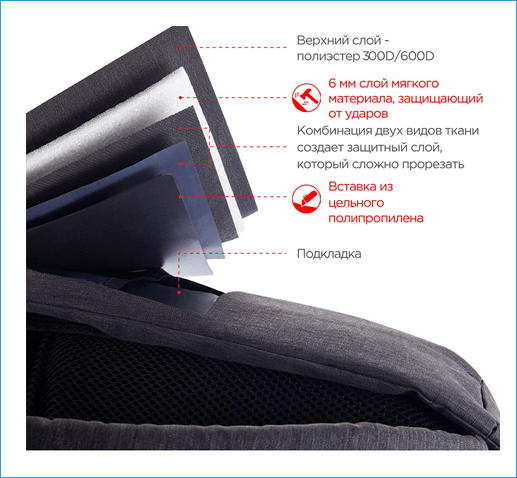 Верхний слой -
полиэстер 300D/600D
6 мм слой мягкого
материала, защищающий
от ударов
Комбинация двух видов ткани
создает защитный слой,
который сложно прорезать
Вставка из
цельного
полипропилена
Подкладка